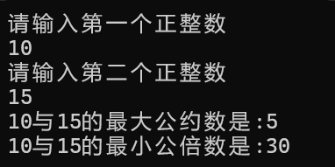 请输入第一个正整数
10
请输入第二个正整数
15
10与15的最大公约数是:5
10与15的最小公倍数是:30